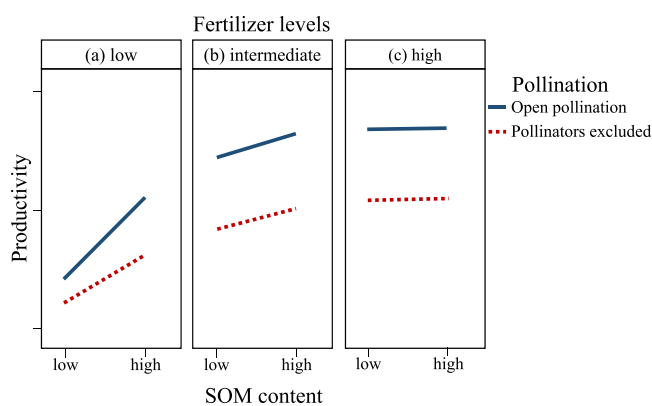 Fertilizer levels
(a) low
(b) intermediate
(c) high
Pollination
Open pollination
Pollinators excluded
Productivity
low
high
low
high
low
high
SOM content